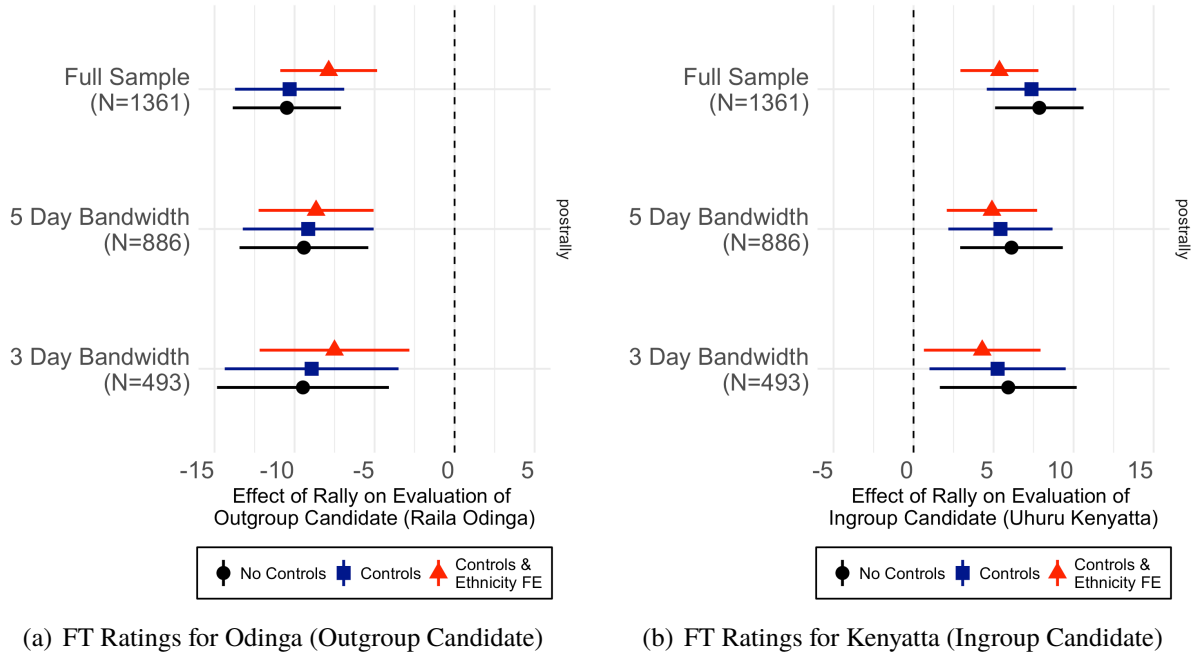 Full Sample
(N=1361)
5 Day Bandwidth
(N=886)
3 Day Bandwidth
(N=493)
postrally
-15 -10 -5 0 5
Effect of Rally on Evaluation of
Outgroup Candidate (Raila Odinga)
No Controls Controls Controls &
Ethnicity FE
(a) FT Ratings for Odinga (Outgroup Candidate)
Full Sample
(N=1361)
5 Day Bandwidth
(N=886)
3 Day Bandwidth
(N=493)
postrally
-5 0 5 10 15
Effect of Rally on Evaluation of
Ingroup Candidate (Uhuru Kenyatta)
No Controls Controls Controls &
Ethnicity FE
(b) FT Ratings for Kenyatta (Ingroup Candidate)